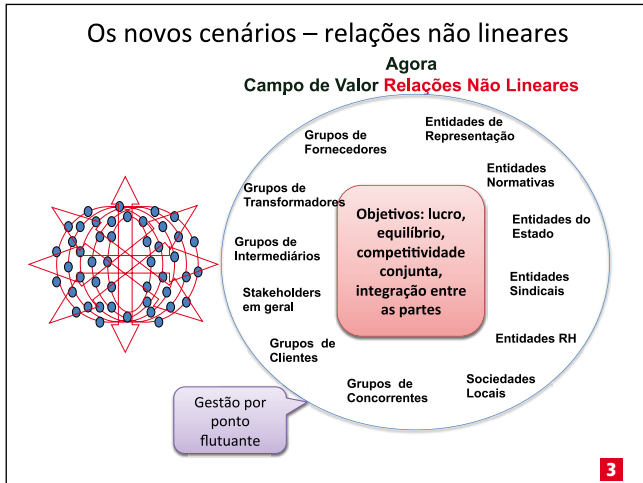 Os novos cenários – relações não lineares
Agora
Campo de Valor Relações Não Lineares
Grupos de
Fornecedores
Entidades de
Representação
Entidades
Normativas
Grupos de
Transformadores
Objetivos: lucro,
equilíbrio,
competitividade
conjunta,
integração entre
as partes
Entidades do
Estado
Grupos de
Intermediários
Entidades
Sindicais
Stakeholders
em geral
Entidades RH
Grupos de
Clientes
Sociedades
Locais
Grupos de
Concorrentes
Gestão por
ponto
flutuante
3